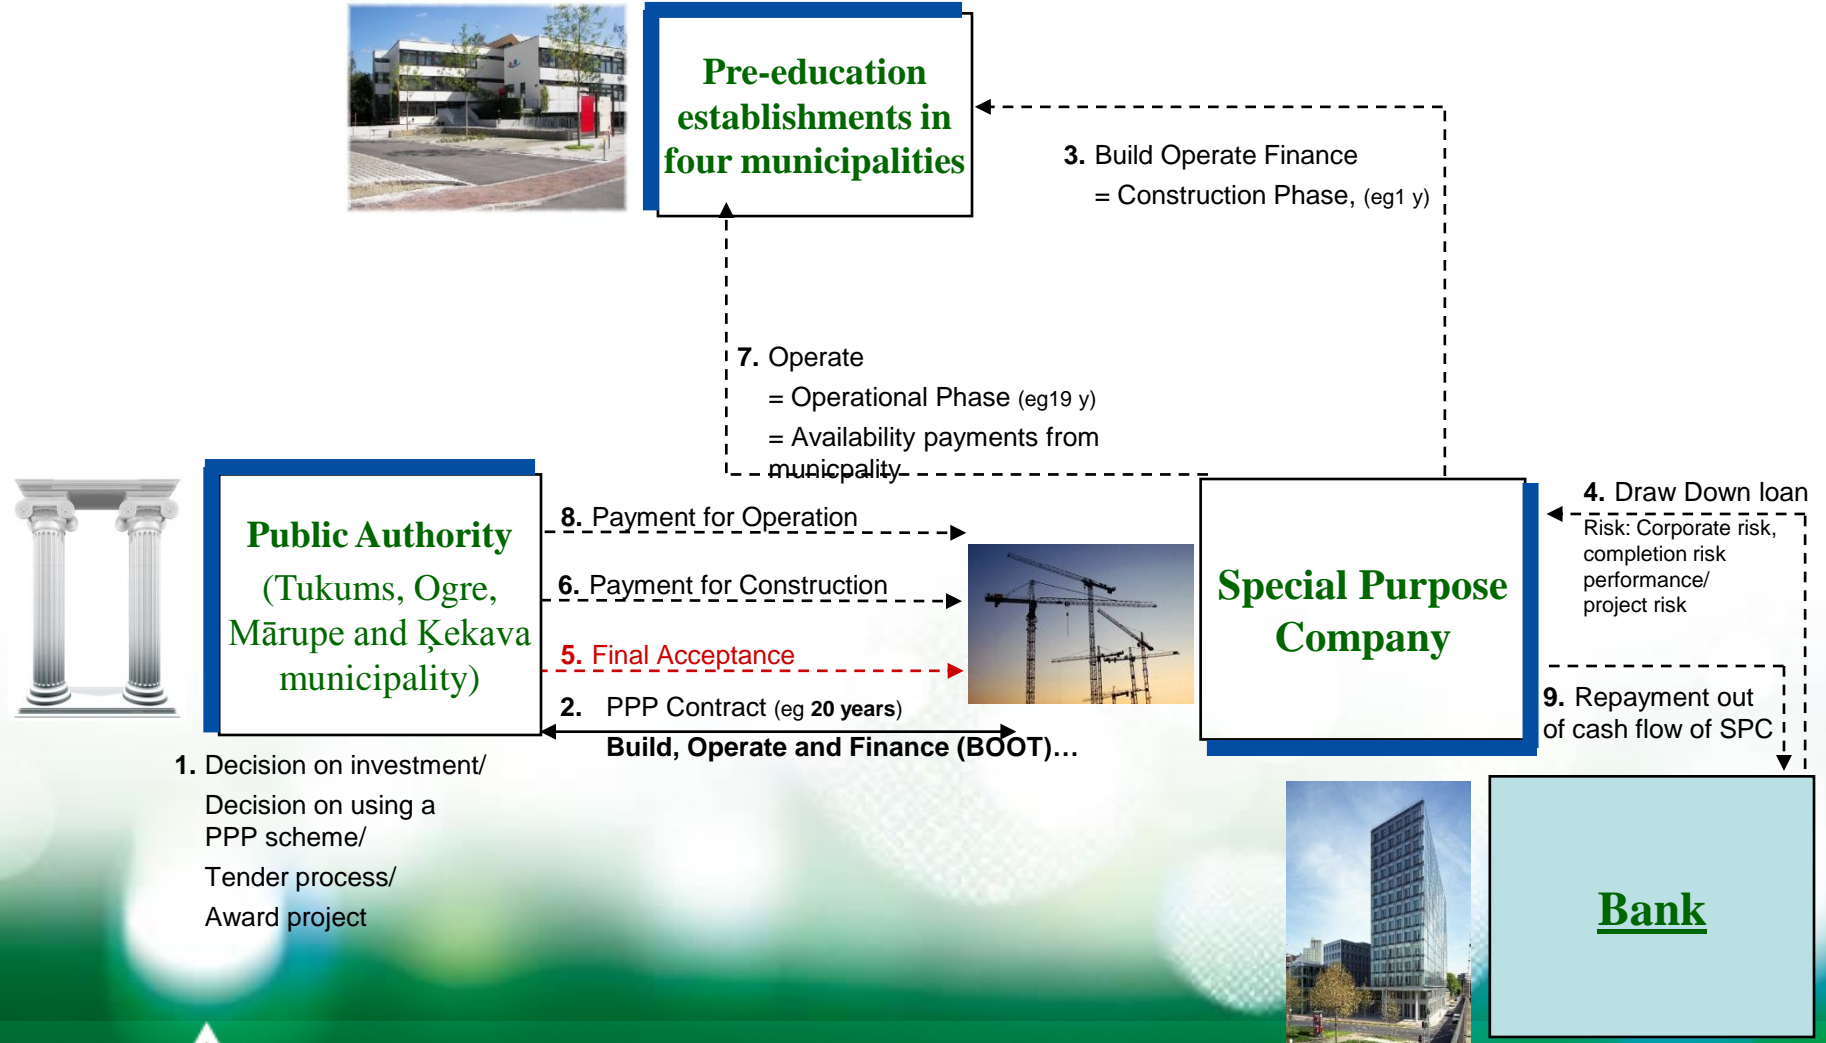 Pre-education
establishments in
four municipalities
3. Build Operate Finance
= Construction Phase, (eg1 y)
7. Operate
= Operational Phase (eg19 y)
= Availability payments from
municpality
Public Authority
(Tukums, Ogre,
Mārupe and Ķekava
municipality)
8. Payment for Operation
6. Payment for Construction
5. Final Acceptance
2. PPP Contract (eg 20 years)
Build, Operate and Finance (BOOT)…
Special Purpose
Company
4. Draw Down loan
Risk: Corporate risk,
completion risk
performance/
project risk
9. Repayment out
of cash flow of SPC
1. Decision on investment/
Decision on using a
PPP scheme/
Tender process/
Award project
Bank